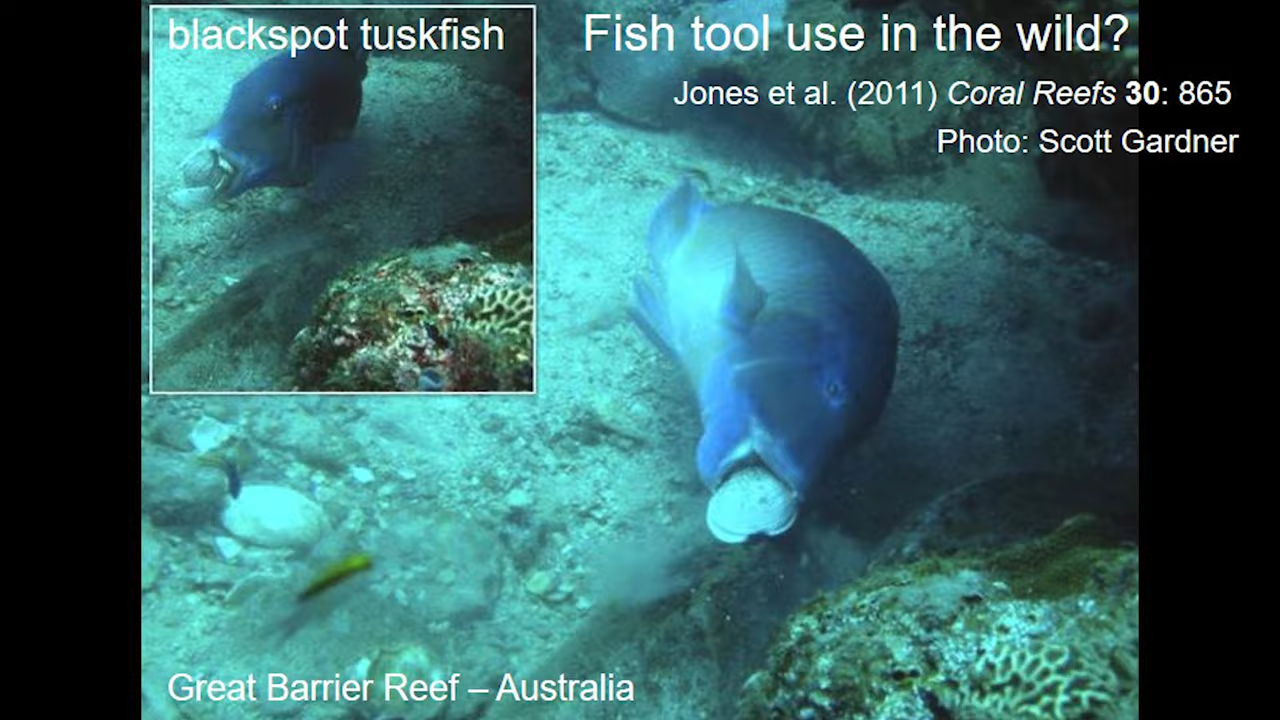 blackspot tuskfish
Fish tool use in the wild?
Jones et al. (2011) Coral Reefs 30: 865
Photo: Scott Gardner
Great Barrier Reef – Australia